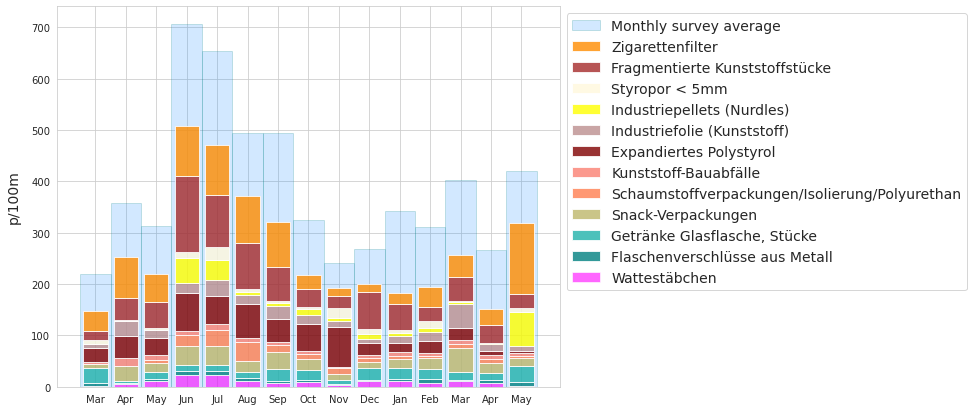 700
600
500
400
300
200
100
0
p/100m
Mar Apr May Jun Jul Aug Sep Oct Nov Dec Jan Feb Mar Apr May
Monthly survey average
Zigarettenfilter
Fragmentierte Kunststoffstücke
Styropor < 5mm
Industriepellets (Nurdles)
Industriefolie (Kunststoff)
Expandiertes Polystyrol
Kunststoff-Bauabfälle
Schaumstoffverpackungen/Isolierung/Polyurethan
Snack-Verpackungen
Getränke Glasflasche, Stücke
Flaschenverschlüsse aus Metall
Wattestäbchen